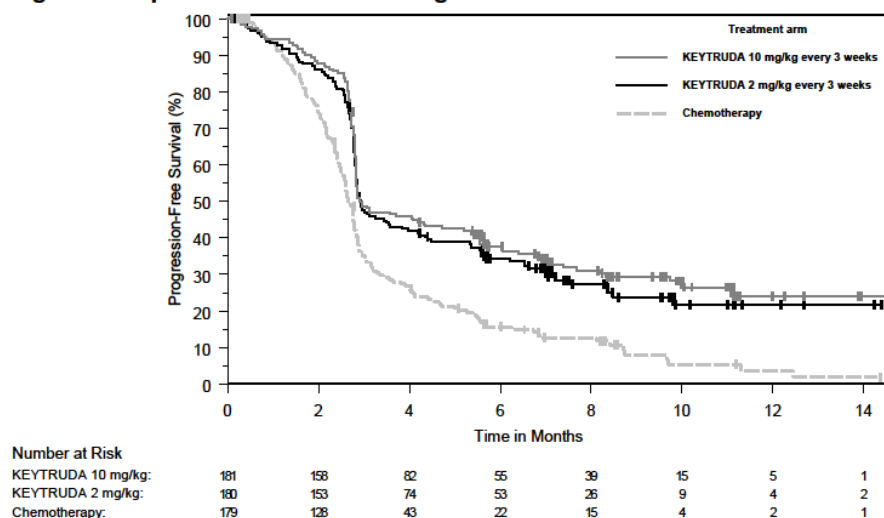 Treatment arm
KEYTRUDA 10 mg/kg every 3 weeks
KEYTRUDA 2 mg/kg every 3 weeks
Chemotherapy
Progression-Free Survival (%)
100
90
80
70
60
50
40
30
20
10
0
0 2 4 6 8 10 12 14
Time in Months
Number at Risk
KEYTRUDA 10 mg/kg: 181 158 82 55 39 15 5 1
KEYTRUDA 2 mg/kg: 180 153 74 53 26 9 4 2
Chemotherapy: 179 128 43 22 15 4 2 1